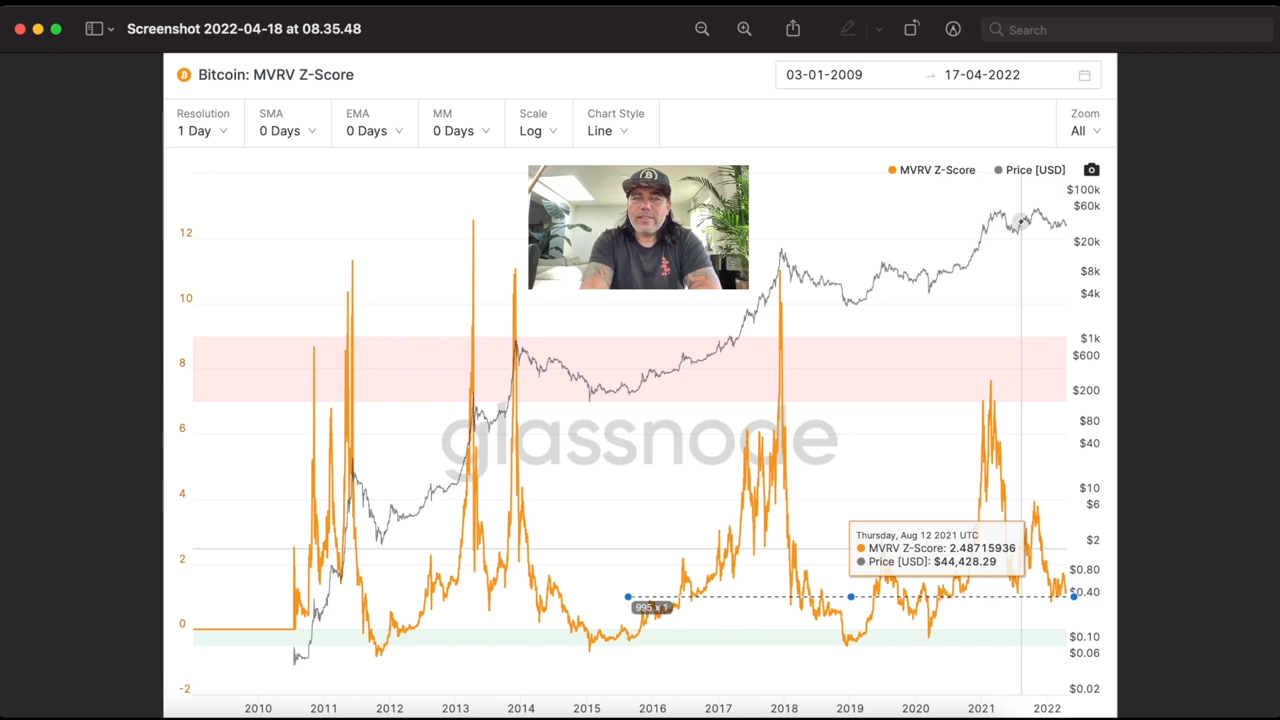 Screenshot 2022-04-18 at 08.35.48
Search
Bitcoin: MVRV Z-Score
03-01-2009
17-04-2022
Resolution
1 Day
SMA
0 Days
EMA
0 Days
MM
0 Days
Scale
Log
Chart Style
Line
Zoom
All
MVRV Z-Score
Price [USD]
12
10
8
6
4
2
0
-2
$100k
$60k
$20k
$8k
$4k
$1k
$600
$200
$80
$40
$10
$6
$2
$0.80
$0.40
$0.10
$0.06
$0.02
glassnode
Thursday, Aug 12 2021 UTC
MVRV Z-Score: 2.48715936
Price [USD]: $44,428.29
995 x 1
2010 2011 2012 2013 2014 2015 2016 2017 2018 2019 2020 2021 2022